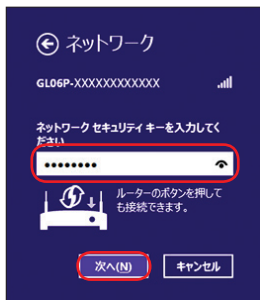 ネットワーク
GL06P-XXXXXXXXXXXX
ネットワーク セキュリティ キーを入力してく
ださい
••••••••
ルーターのボタンを押して
も接続できます。
次へ(N)
キャンセル